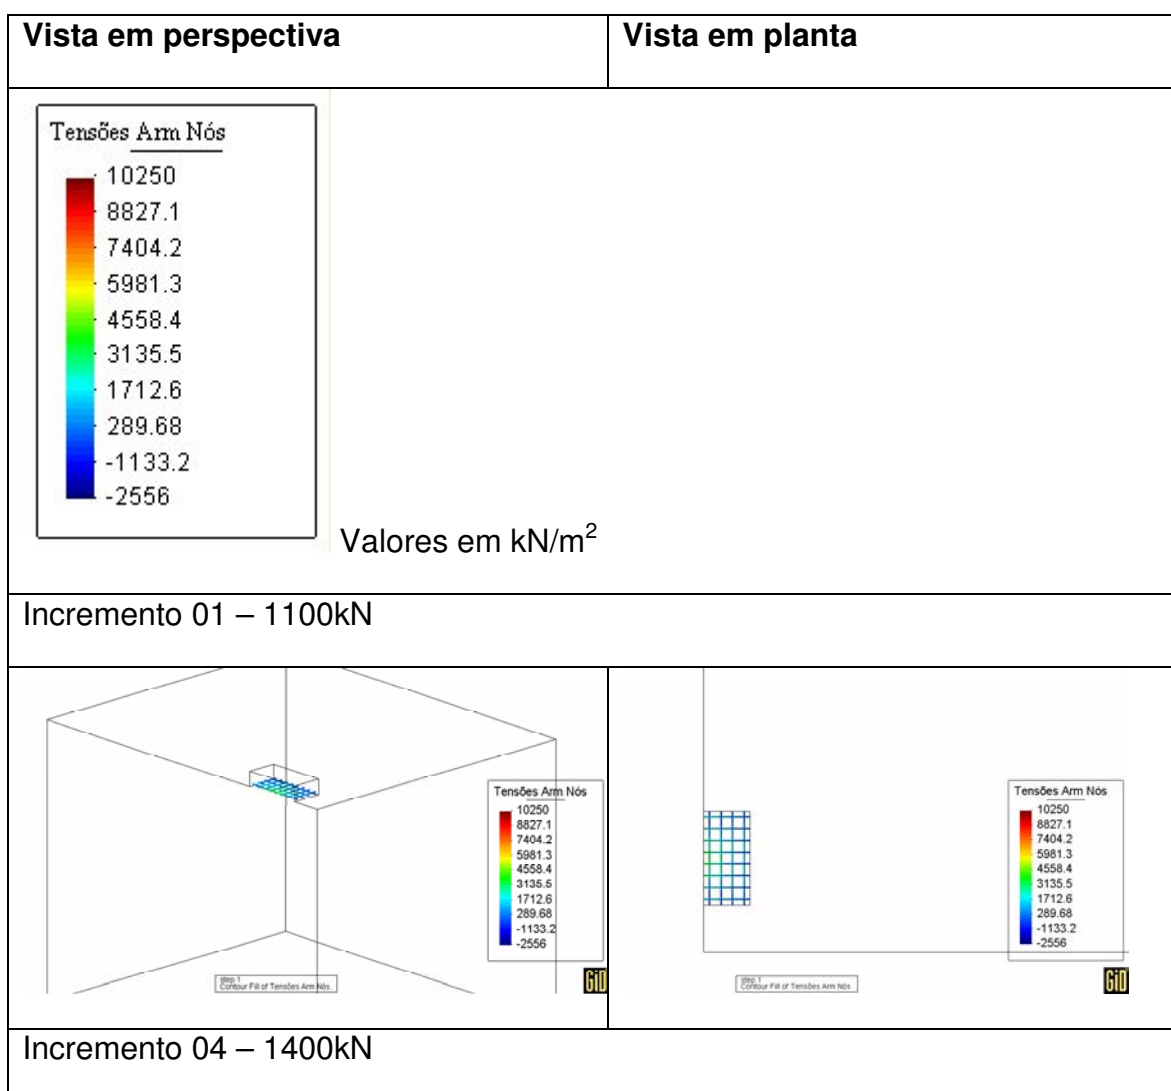 Vista em perspectiva
Vista em planta
Tensões Arm Nós
10250
8827.1
7404.2
5981.3
4558.4
3135.5
1712.6
289.68
-1133.2
-2556
Valores em kN/m²
Incremento 01 – 1100kN
Tensões Arm Nós
10250
8827.1
7404.2
5981.3
4558.4
3135.5
1712.6
289.68
-1133.2
-2556
step 1
Contour Fill of Tensões Arm Nós.
GiD
Tensões Arm Nós
10250
8827.1
7404.2
5981.3
4558.4
3135.5
1712.6
289.68
-1133.2
-2556
step 1
Contour Fill of Tensões Arm Nós.
GiD
Incremento 04 – 1400kN